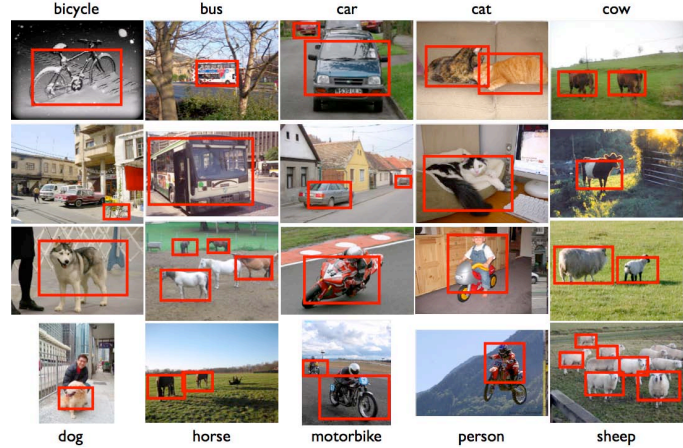 bicycle
bus
car
cat
cow
dog
horse
motorbike
person
sheep